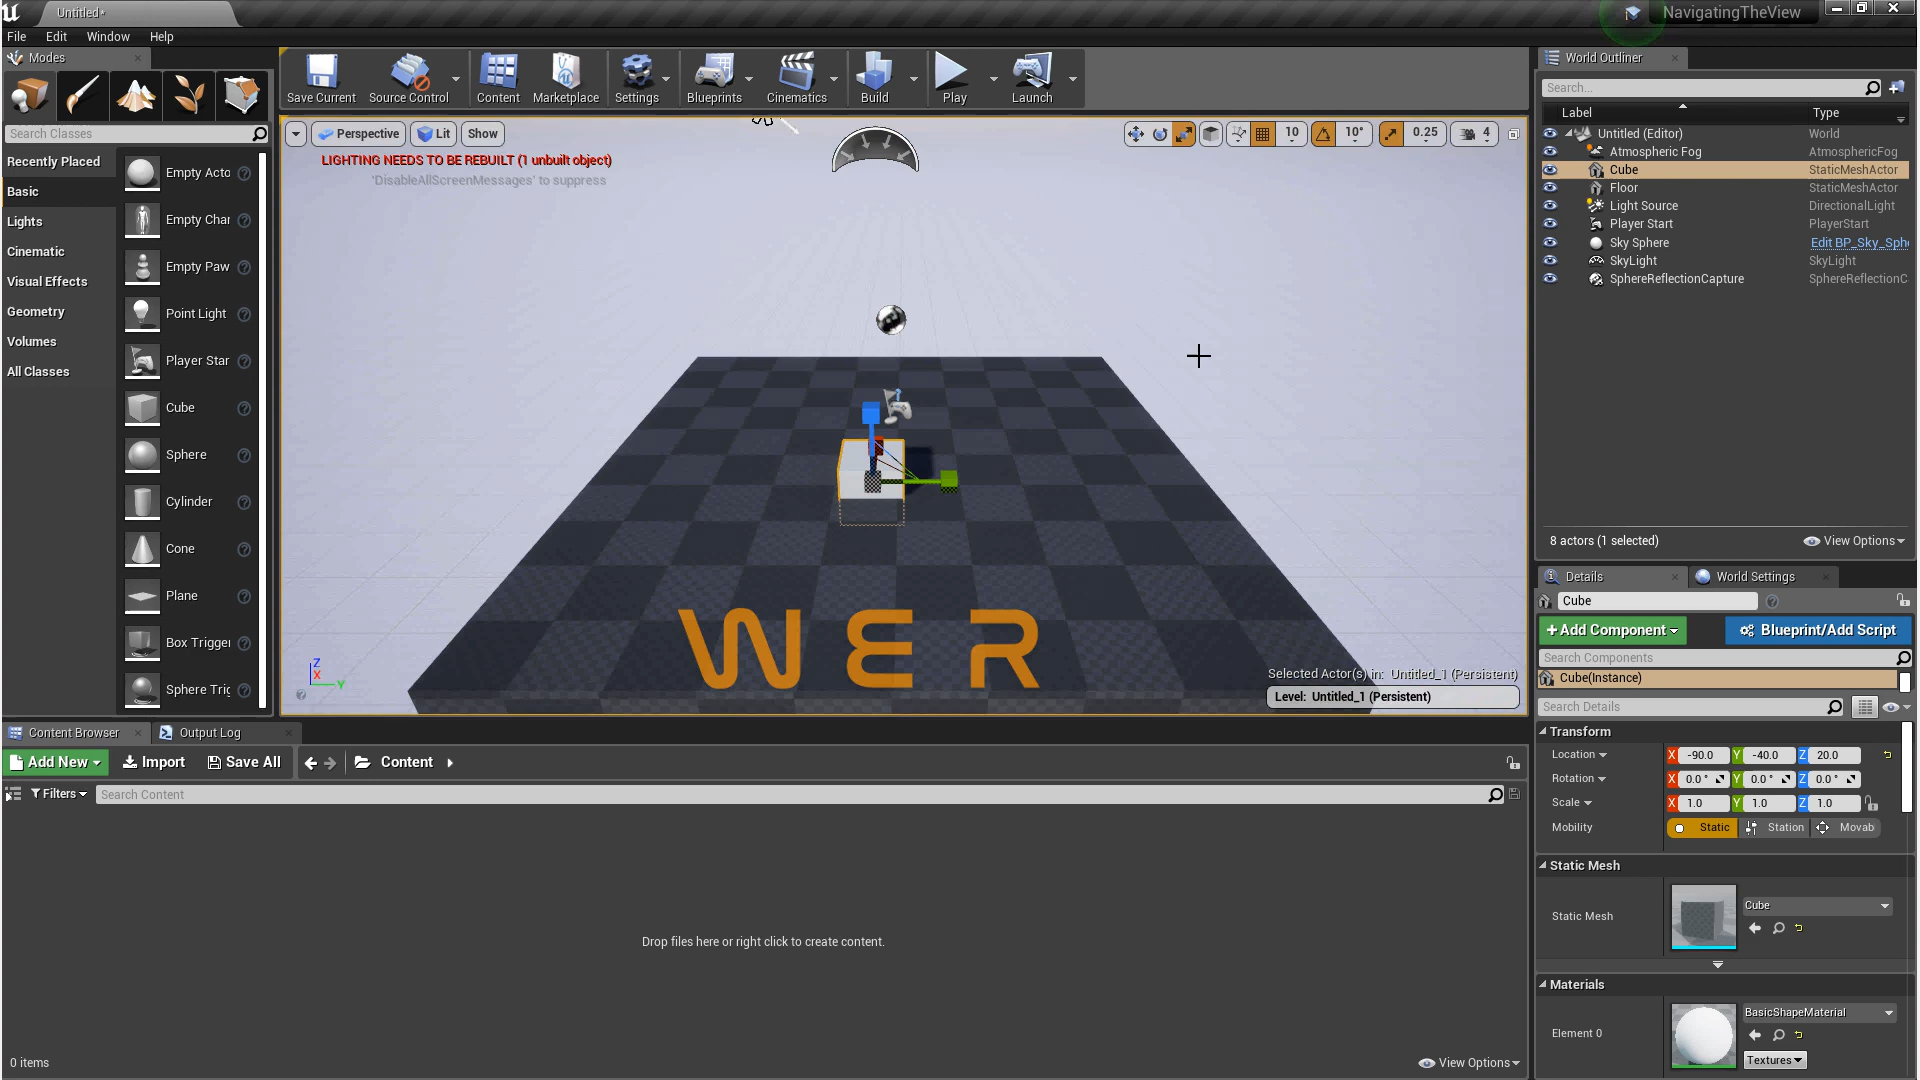 Untitled*
NavigatingTheView
File Edit Window Help
Modes
Save Current
Source Control
Content
Marketplace
Settings
Blueprints
Cinematics
Build
Play
Launch
Search Classes
Recently Placed
Basic
Lights
Cinematic
Visual Effects
Geometry
Volumes
All Classes
Empty Acto
Empty Char
Empty Paw
Point Light
Player Star
Cube
Sphere
Cylinder
Cone
Plane
Box Trigger
Sphere Trig
Perspective
Lit
Show
10
10°
0.25
4
LIGHTING NEEDS TO BE REBUILT (1 unbuilt object)
'DisableAllScreenMessages' to suppress
WER
Z
X
Y
Selected Actor(s) in: Untitled_1 (Persistent)
Level: Untitled_1 (Persistent)
World Outliner
Search...
Label Type
Untitled (Editor) World
Atmospheric Fog AtmosphericFog
Cube StaticMeshActor
Floor StaticMeshActor
Light Source DirectionalLight
Player Start PlayerStart
Sky Sphere Edit BP_Sky_Sph
SkyLight SkyLight
SphereReflectionCapture SphereReflectionC
8 actors (1 selected)
View Options
Details
World Settings
Cube
+Add Component
Blueprint/Add Script
Search Components
Cube(Instance)
Search Details
Transform
Location X -90.0 Y -40.0 Z 20.0
Rotation X 0.0 ° Y 0.0 ° Z 0.0 °
Scale X 1.0 Y 1.0 Z 1.0
Mobility Static Station Movab
Static Mesh
Static Mesh Cube
Materials
Element 0 BasicShapeMaterial
Textures
Content Browser
Output Log
Add New
Import
Save All
Content
Filters
Search Content
Drop files here or right click to create content.
0 items
View Options